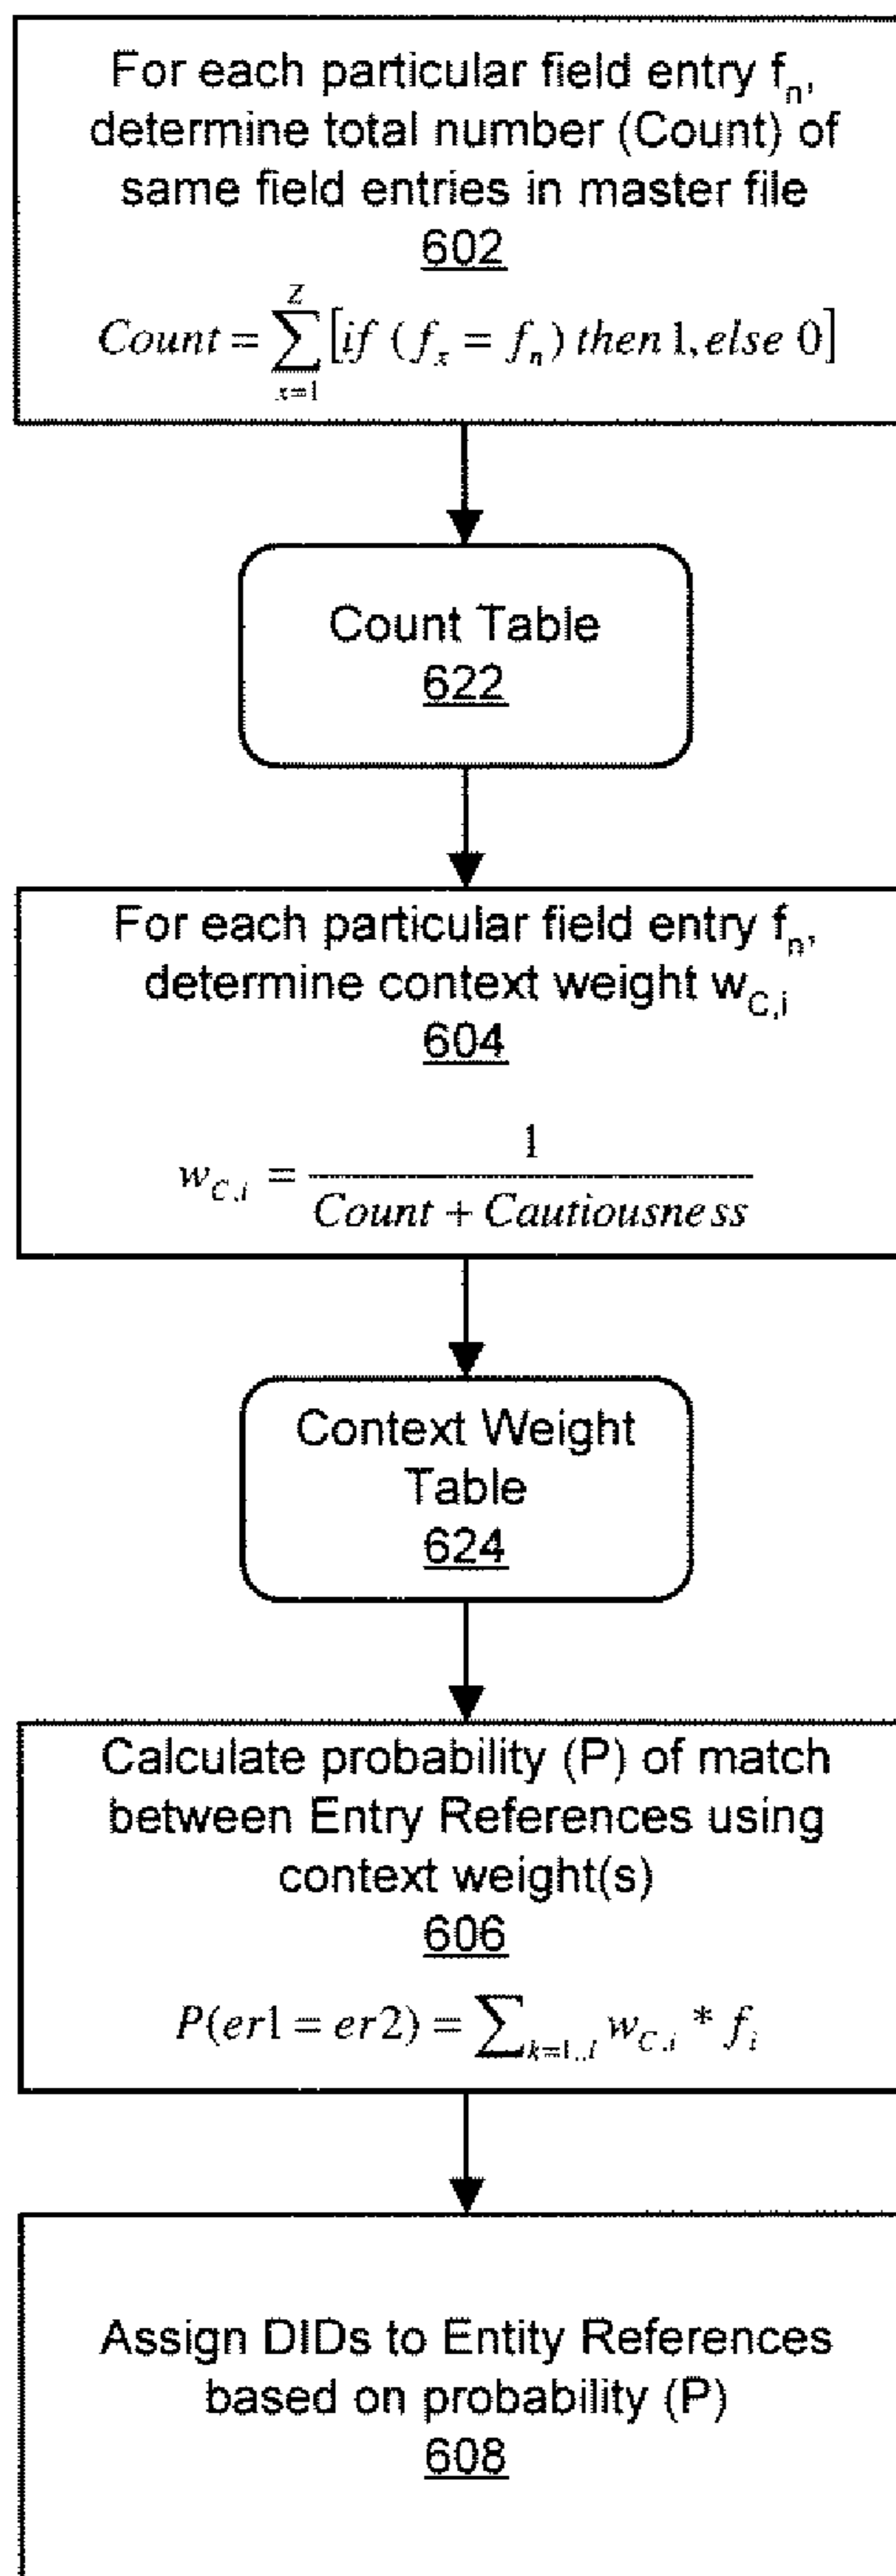 For each particular field entry fn,
determine total number (Count) of
same field entries in master file
602
Count = ∑ x=1 Z [if (fx = fn) then 1, else 0]
Count Table
622
For each particular field entry fn,
determine context weight wC,i
604
wC,i = 1 / Count + Cautiousness
Context Weight
Table
624
Calculate probability (P) of match
between Entry References using
context weight(s)
606
P(er1 = er2) = ∑ k=1..i wC,i * fi
Assign DIDs to Entity References
based on probability (P)
608